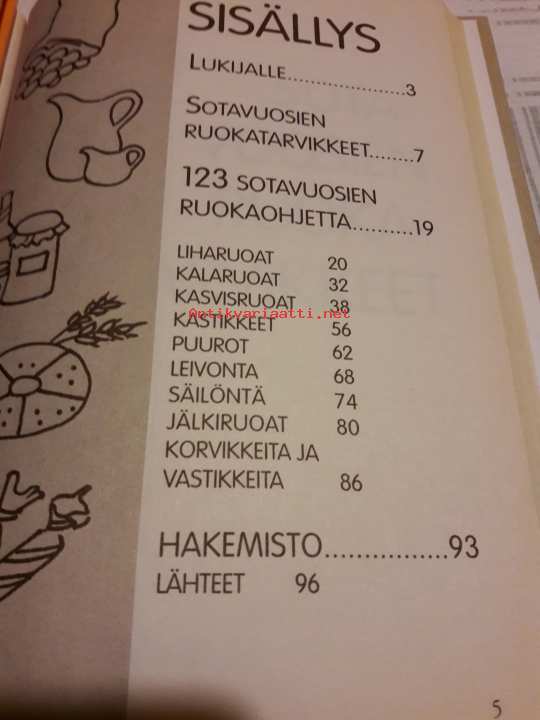 SISÄLLYS
LUKIJALLE.....................3
SOTAVUOSIEN
RUOKATARVIKKEET........7
123 SOTAVUOSIEN
RUOKAOHJETTA..........19
LIHARUOAT 20
KALARUOAT 32
KASVISRUOAT 38
Antikvariaatti.net
KASTIKKEET 56
PUUROT 62
LEIVONTA 68
SÄILÖNTÄ 74
JÄLKIRUOAT 80
KORVIKKEITA JA
VASTIKKEITA 86
HAKEMISTO................93
LÄHTEET 96
5